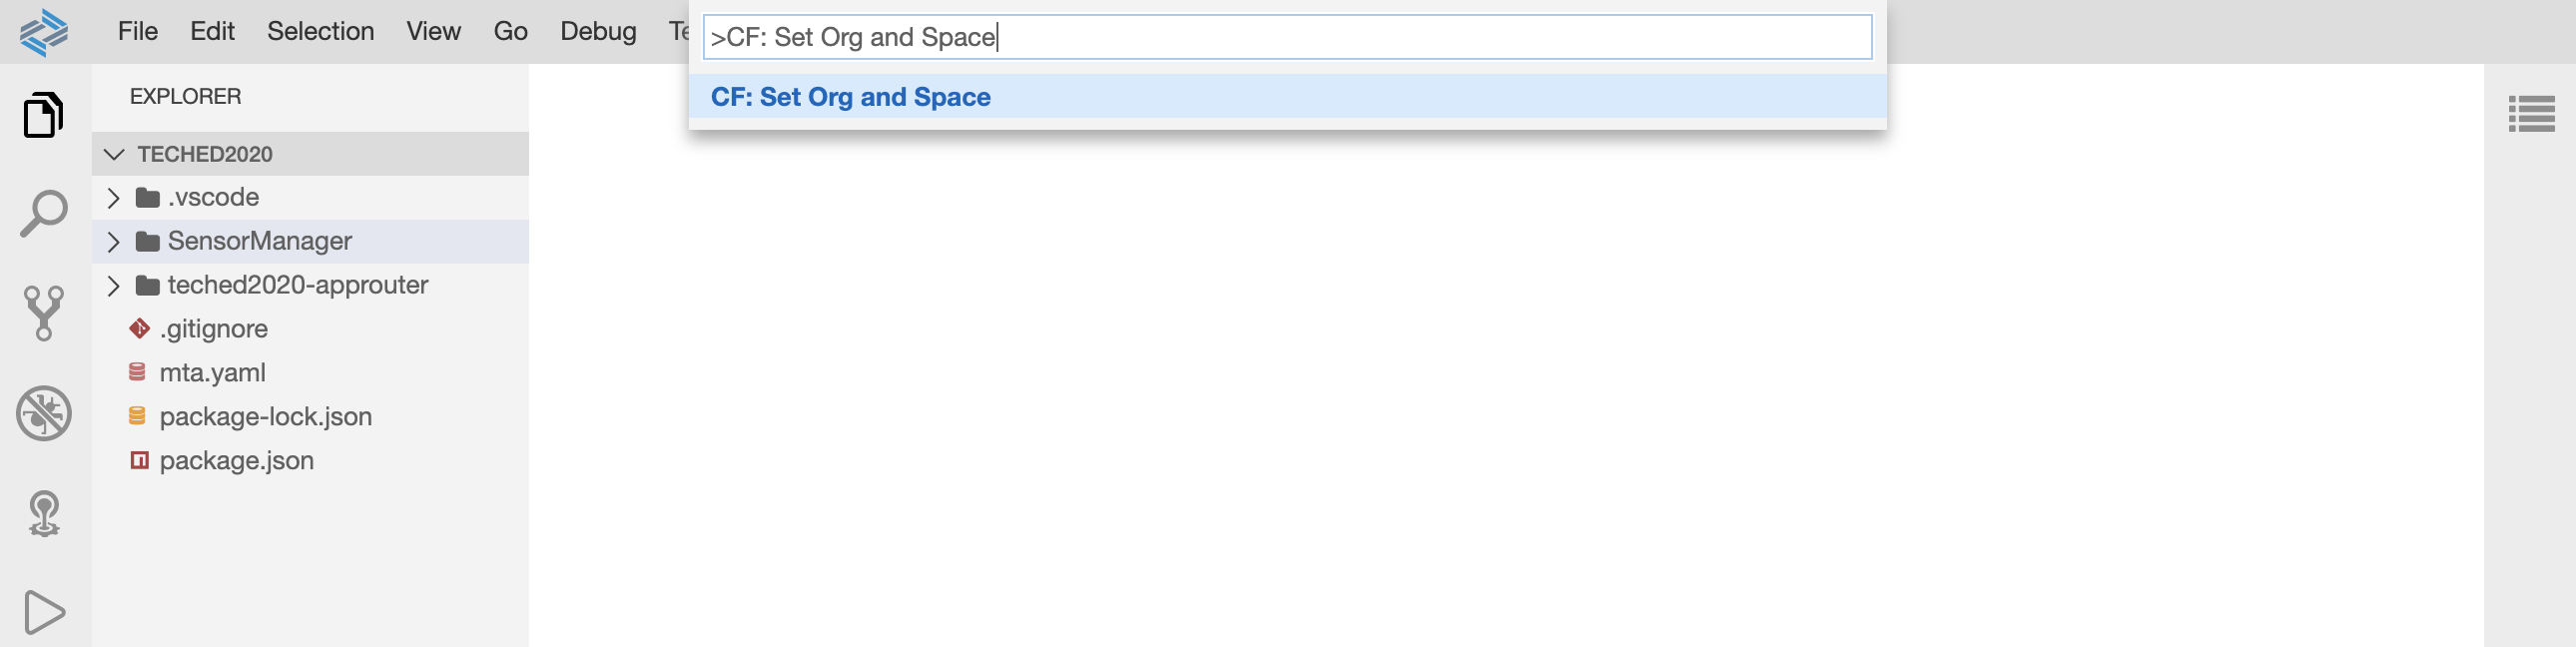 File Edit Selection View Go Debug Te
>CF: Set Org and Space
CF: Set Org and Space
EXPLORER
TECHED2020
.vscode
SensorManager
teched2020-approuter
.gitignore
mta.yaml
package-lock.json
package.json